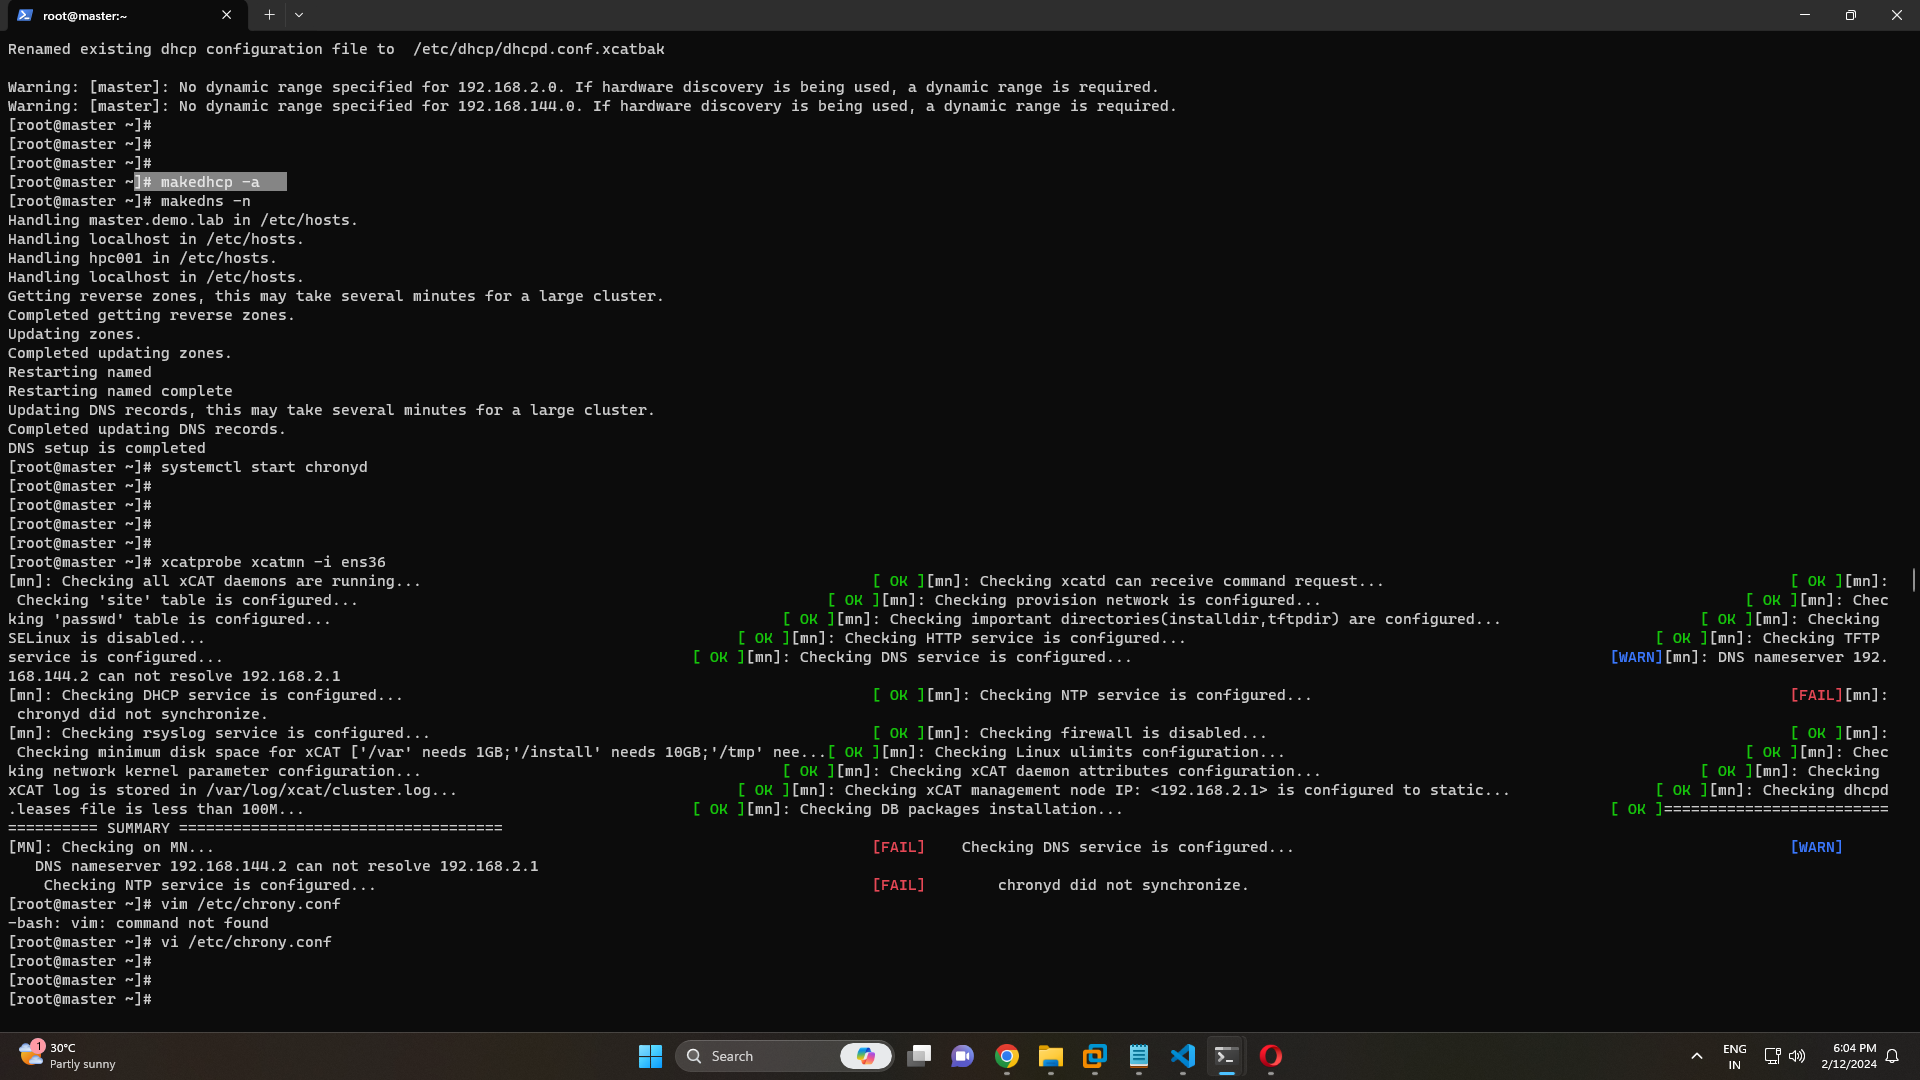 root@master:~
Renamed existing dhcp configuration file to  /etc/dhcp/dhcpd.conf.xcatbak
Warning: [master]: No dynamic range specified for 192.168.2.0. If hardware discovery is being used, a dynamic range is required.
Warning: [master]: No dynamic range specified for 192.168.144.0. If hardware discovery is being used, a dynamic range is required.
[root@master ~]#
[root@master ~]#
[root@master ~]#
[root@master ~]# makedhcp -a
[root@master ~]# makedns -n
Handling master.demo.lab in /etc/hosts.
Handling localhost in /etc/hosts.
Handling hpc001 in /etc/hosts.
Handling localhost in /etc/hosts.
Getting reverse zones, this may take several minutes for a large cluster.
Completed getting reverse zones.
Updating zones.
Completed updating zones.
Restarting named
Restarting named complete
Updating DNS records, this may take several minutes for a large cluster.
Completed updating DNS records.
DNS setup is completed
[root@master ~]# systemctl start chronyd
[root@master ~]#
[root@master ~]#
[root@master ~]#
[root@master ~]#
[root@master ~]# xcatprobe xcatmn -i ens36
[mn]: Checking all xCAT daemons are running... [ OK ][mn]: Checking xcatd can receive command request... [ OK ][mn]:
Checking 'site' table is configured... [ OK ][mn]: Checking provision network is configured... [ OK ][mn]: Chec
king 'passwd' table is configured... [ OK ][mn]: Checking important directories(installdir,tftpdir) are configured... [ OK ][mn]: Checking
SELinux is disabled... [ OK ][mn]: Checking HTTP service is configured... [ OK ][mn]: Checking TFTP
service is configured... [ OK ][mn]: Checking DNS service is configured... [WARN][mn]: DNS nameserver 192.
168.144.2 can not resolve 192.168.2.1
[mn]: Checking DHCP service is configured... [ OK ][mn]: Checking NTP service is configured... [FAIL][mn]:
chronyd did not synchronize.
[mn]: Checking rsyslog service is configured... [ OK ][mn]: Checking firewall is disabled... [ OK ][mn]:
Checking minimum disk space for xCAT ['/var' needs 1GB;'/install' needs 10GB;'/tmp' nee...[ OK ][mn]: Checking Linux ulimits configuration... [ OK ][mn]: Chec
king network kernel parameter configuration... [ OK ][mn]: Checking xCAT daemon attributes configuration... [ OK ][mn]: Checking
xCAT log is stored in /var/log/xcat/cluster.log... [ OK ][mn]: Checking xCAT management node IP: <192.168.2.1> is configured to static... [ OK ][mn]: Checking dhcpd
.leases file is less than 100M... [ OK ][mn]: Checking DB packages installation... [ OK ]=========================
========== SUMMARY ====================================
[MN]: Checking on MN... [FAIL] Checking DNS service is configured... [WARN]
DNS nameserver 192.168.144.2 can not resolve 192.168.2.1
Checking NTP service is configured... [FAIL] chronyd did not synchronize.
[root@master ~]# vim /etc/chrony.conf
-bash: vim: command not found
[root@master ~]# vi /etc/chrony.conf
[root@master ~]#
[root@master ~]#
[root@master ~]#
1
30°C
Partly sunny
Search
ENG
IN
6:04 PM
2/12/2024